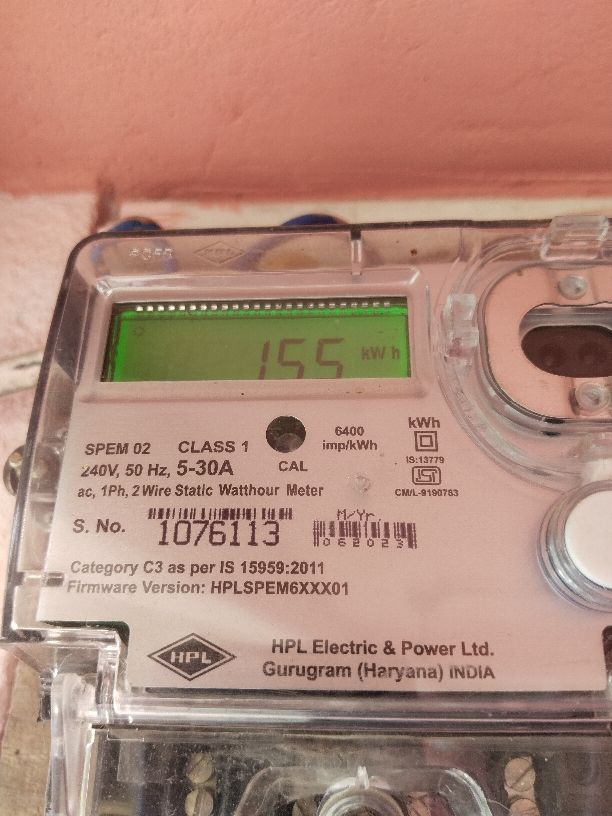 HPL
155 kWh
6400
imp/kWh
kWh
SPEM 02 CLASS 1
CAL
IS:13779
240V, 50 Hz, 5-30A
CM/L-9190763
ac, 1Ph, 2 Wire Static Watthour Meter
M/Yr.
S. No. 1076113
062023
Category C3 as per IS 15959:2011
Firmware Version: HPLSPEM6XXX01
HPL
HPL Electric & Power Ltd.
Gurugram (Haryana) INDIA